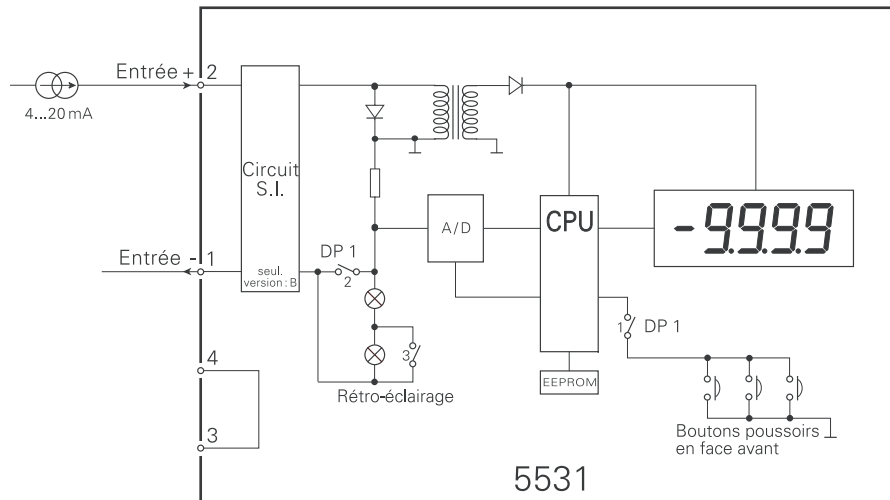 Entrée + 2
4...20 mA
Circuit
S.I.
A/D
CPU
-9.9.9.9
Entrée - 1
seul.
version : B
DP 1
2
1 DP 1
3
4
EEPROM
Rétro-éclairage
3
Boutons poussoirs
en face avant
5531